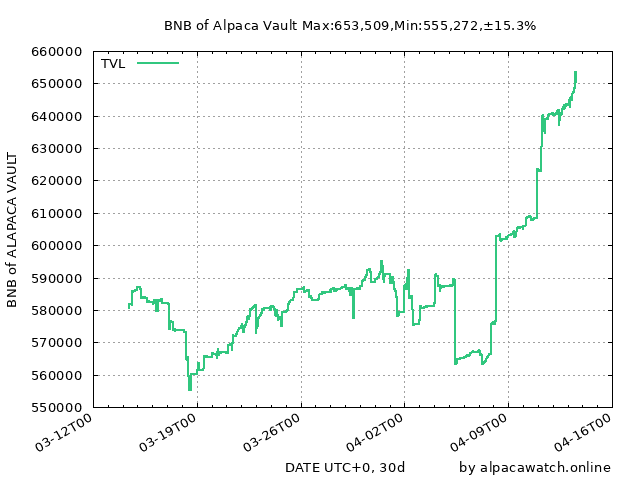 BNB of Alpaca Vault Max:653,509,Min:555,272,±15.3%
TVL
BNB of ALAPACA VAULT
660000
650000
640000
630000
620000
610000
600000
590000
580000
570000
560000
550000
03-12T00
03-19T00
03-26T00
04-02T00
04-09T00
04-16T00
DATE UTC+0, 30d
by alpacawatch.online